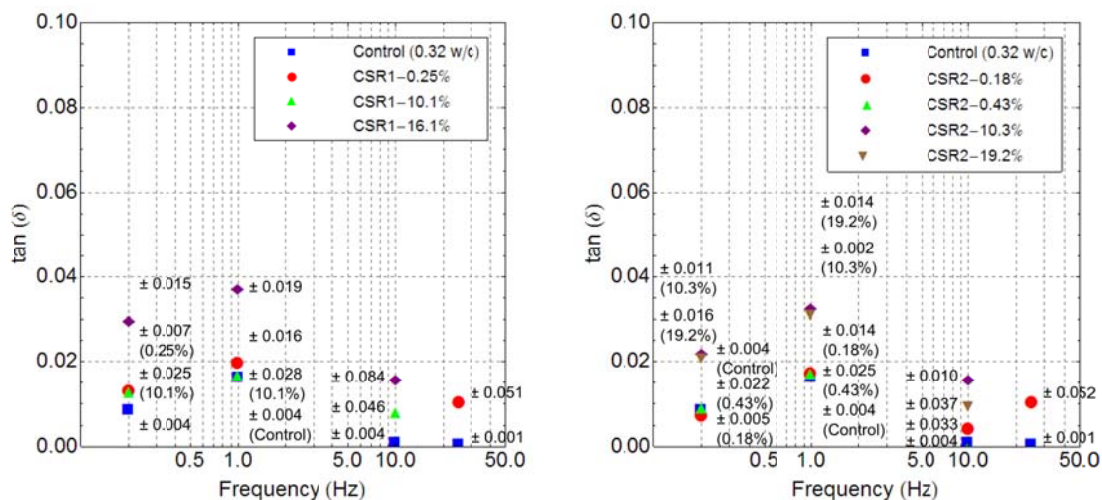 0.10
0.08
0.06
0.04
0.02
0.00
tan (δ)
Control (0.32 w/c)
CSR1−0.25%
CSR1−10.1%
CSR1−16.1%
± 0.015
± 0.019
± 0.007
(0.25%)
± 0.016
± 0.025
(10.1%)
± 0.028
(10.1%)
± 0.084
± 0.051
± 0.046
± 0.004
± 0.004
(Control)
± 0.004
± 0.001
0.5 1.0 5.0 10.0 50.0
Frequency (Hz)
0.10
0.08
0.06
0.04
0.02
0.00
tan (δ)
Control (0.32 w/c)
CSR2−0.18%
CSR2−0.43%
CSR2−10.3%
CSR2−19.2%
± 0.014
(19.2%)
± 0.002
(10.3%)
± 0.011
(10.3%)
± 0.016
(19.2%)
± 0.004
(Control)
± 0.022
(0.43%)
± 0.005
(0.18%)
± 0.014
(0.18%)
± 0.025
(0.43%)
± 0.004
(Control)
± 0.010
± 0.037
± 0.033
± 0.004
± 0.052
± 0.001
0.5 1.0 5.0 10.0 50.0
Frequency (Hz)